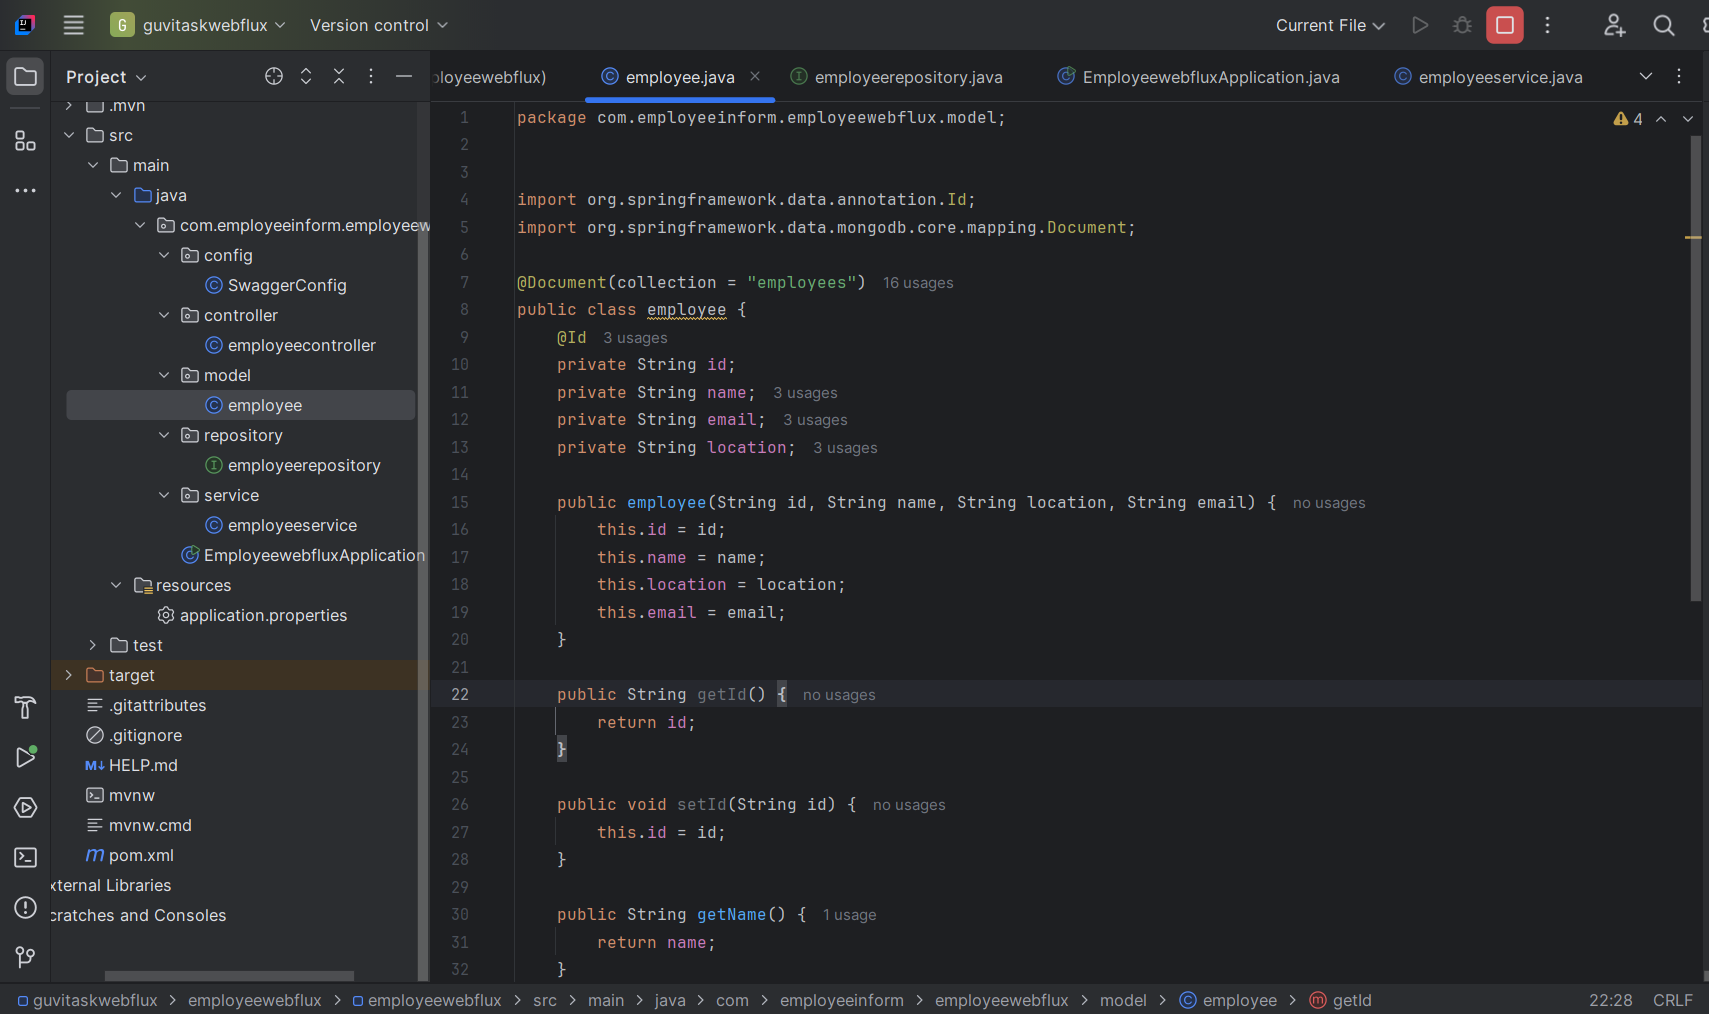 G guvitaskwebflux Version control Current File
Project
ployeewebflux) employee.java employeerepository.java EmployeewebfluxApplication.java employeeservice.java
.mvn
src
main
java
com.employeeinform.employeew
config
SwaggerConfig
controller
employeecontroller
model
employee
repository
employeerepository
service
employeeservice
EmployeewebfluxApplication
resources
application.properties
test
target
.gitattributes
.gitignore
M↓ HELP.md
mvnw
mvnw.cmd
m pom.xml
xternal Libraries
cratches and Consoles
4
1 package com.employeeinform.employeewebflux.model;
2
3
4 import org.springframework.data.annotation.Id;
5 import org.springframework.data.mongodb.core.mapping.Document;
6
7 @Document(collection = "employees") 16 usages
8 public class employee {
9 @Id 3 usages
10 private String id;
11 private String name; 3 usages
12 private String email; 3 usages
13 private String location; 3 usages
14
15 public employee(String id, String name, String location, String email) { no usages
16 this.id = id;
17 this.name = name;
18 this.location = location;
19 this.email = email;
20 }
21
22 public String getId() { no usages
23 return id;
24 }
25
26 public void setId(String id) { no usages
27 this.id = id;
28 }
29
30 public String getName() { 1 usage
31 return name;
32 }
guvitaskwebflux > employeewebflux > employeewebflux > src > main > java > com > employeeinform > employeewebflux > model > employee > getId 22:28 CRLF